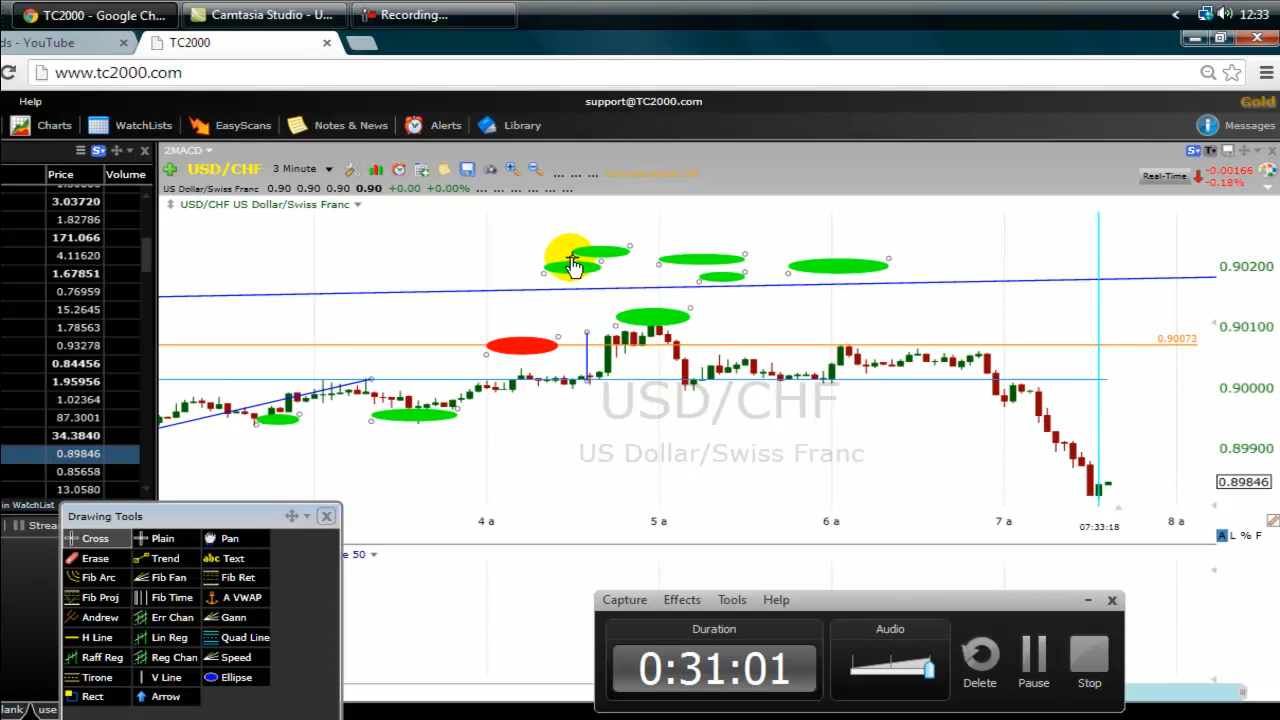 TC2000 - Google Ch...
Camtasia Studio - U...
Recording...
12:33
ds - YouTube
TC2000
www.tc2000.com
Help
support@TC2000.com
Gold
Charts
WatchLists
EasyScans
Notes & News
Alerts
Library
Messages
2MACD
Price
Volume
USD/CHF
3 Minute
... ... ...
Real-Time
-0.00166
-0.18%
US Dollar/Swiss Franc 0.90 0.90 0.90 0.90 +0.00 +0.00% ... ... ... ... ...
USD/CHF US Dollar/Swiss Franc
3.03720
1.82786
171.066
4.11620
1.67851
0.76959
15.2645
1.78563
0.93278
0.84456
1.95956
1.02364
87.3001
34.3840
0.89846
0.85658
13.0580
0.90200
0.90100
0.90073
0.90000
0.89900
0.89846
USD/CHF
US Dollar/Swiss Franc
in WatchList
Strea
4 a
5 a
6 a
7 a
07:33:18
8 a
A L % F
e 50
Drawing Tools
Cross
Plain
Pan
Erase
Trend
abc Text
Fib Arc
Fib Fan
Fib Ret
Fib Proj
Fib Time
A VWAP
Andrew
Err Chan
Gann
H Line
Lin Reg
Quad Line
Raff Reg
Reg Chan
Speed
Tirone
V Line
Ellipse
Rect
Arrow
lank
use
Capture
Effects
Tools
Help
Duration
0:31:01
Audio
Delete
Pause
Stop